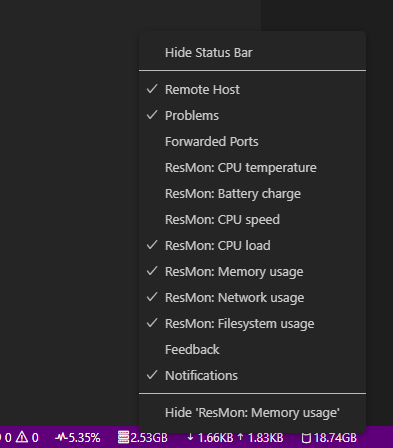 Hide Status Bar
Remote Host
Problems
Forwarded Ports
ResMon: CPU temperature
ResMon: Battery charge
ResMon: CPU speed
ResMon: CPU load
ResMon: Memory usage
ResMon: Network usage
ResMon: Filesystem usage
Feedback
Notifications
Hide 'ResMon: Memory usage'
0 0 5.35% 2.53GB 1.66KB 1.83KB 18.74GB